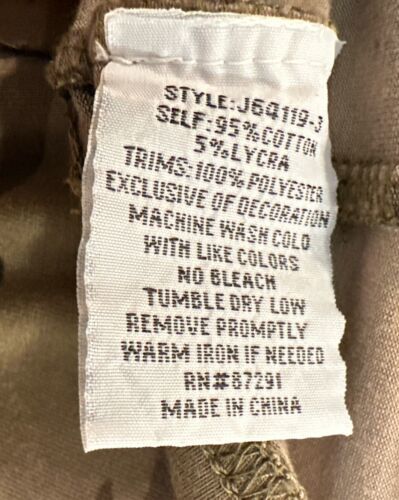 STYLE:J6Q119-3
SELF:95%COTTON
5%LYCRA
TRIMS:100%POLYESTER
EXCLUSIVE OF DECORATION
MACHINE WASH COLD
WITH LIKE COLORS
NO BLEACH
TUMBLE DRY LOW
REMOVE PROMPTLY
WARM IRON IF NEEDED
RN#87291
MADE IN CHINA